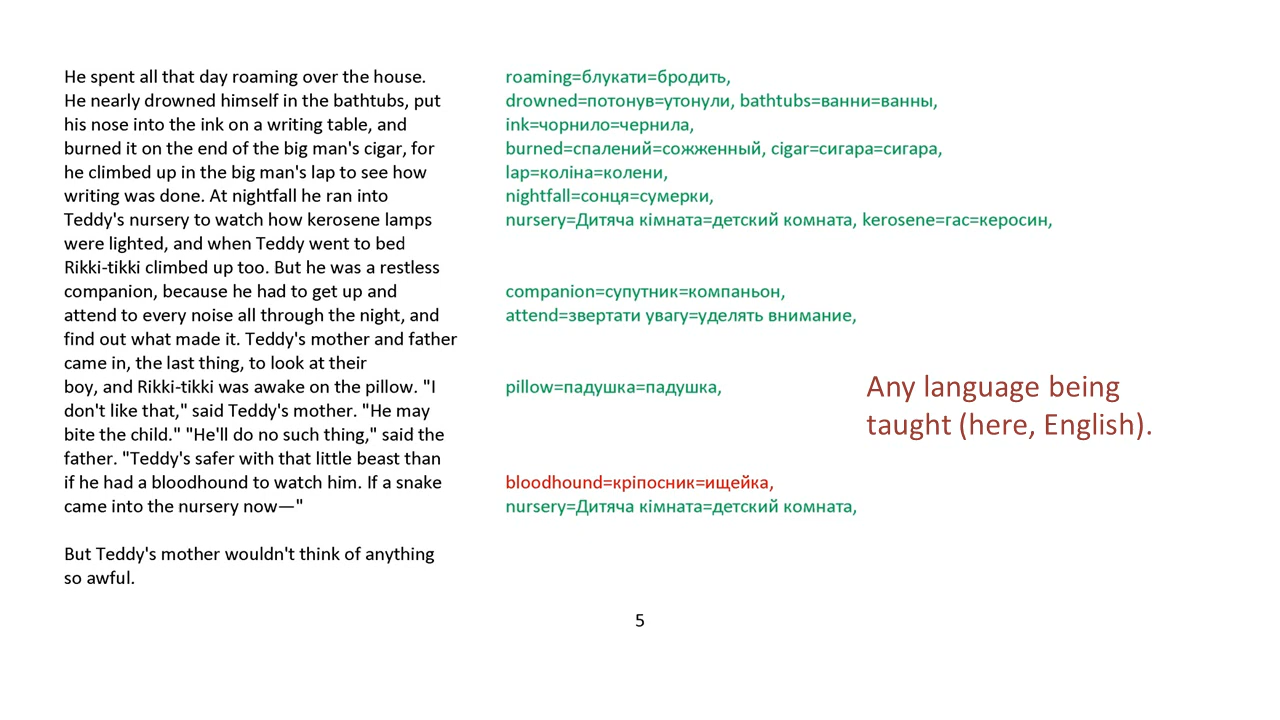 He spent all that day roaming over the house.
He nearly drowned himself in the bathtubs, put
his nose into the ink on a writing table, and
burned it on the end of the big man's cigar, for
he climbed up in the big man's lap to see how
writing was done. At nightfall he ran into
Teddy's nursery to watch how kerosene lamps
were lighted, and when Teddy went to bed
Rikki-tikki climbed up too. But he was a restless
companion, because he had to get up and
attend to every noise all through the night, and
find out what made it. Teddy's mother and father
came in, the last thing, to look at their
boy, and Rikki-tikki was awake on the pillow. "I
don't like that," said Teddy's mother. "He may
bite the child." "He'll do no such thing," said the
father. "Teddy's safer with that little beast than
if he had a bloodhound to watch him. If a snake
came into the nursery now—"
But Teddy's mother wouldn't think of anything
so awful.
roaming=блукати=бродить,
drowned=потонув=утонули, bathtubs=ванни=ванны,
ink=чорнило=чернила,
burned=спалений=сожженный, cigar=сигара=сигара,
lap=коліна=колени,
nightfall=сонця=сумерки,
nursery=Дитяча кімната=детский комната, kerosene=гас=керосин,
companion=супутник=компаньон,
attend=звертати увагу=уделять внимание,
pillow=падушка=падушка,
bloodhound=кріпосник=ищейка,
nursery=Дитяча кімната=детский комната,
Any language being
taught (here, English).
5